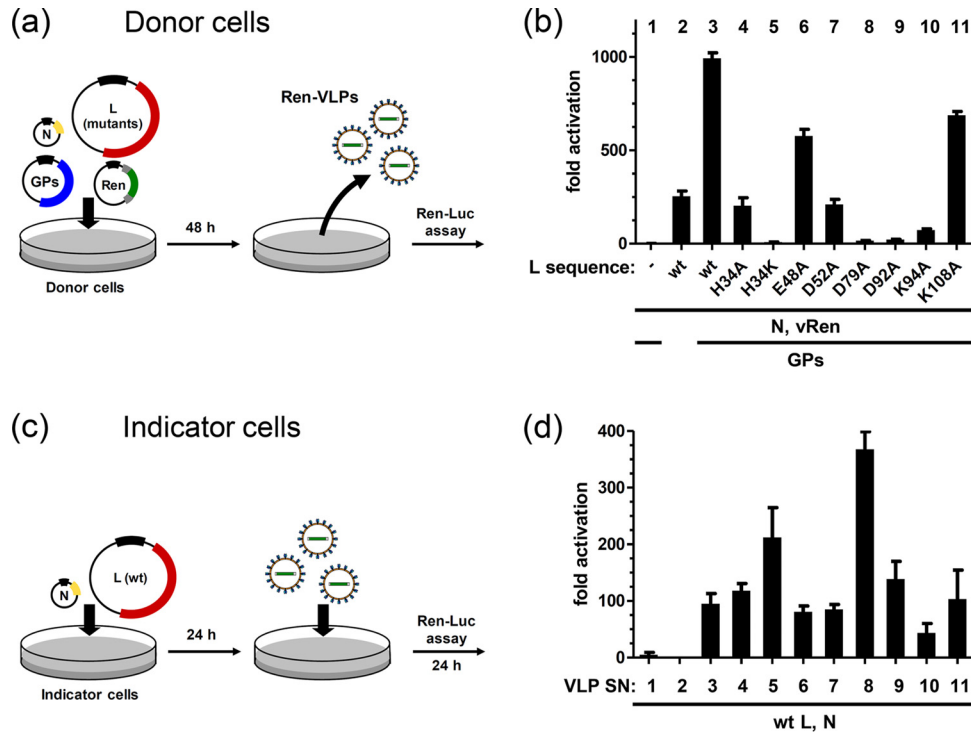 (a) Donor cells
L
(mutants)
N
GPs
Ren
Ren-VLPs
48 h
Ren-Luc
assay
Donor cells
(b)
1 2 3 4 5 6 7 8 9 10 11
fold activation
1000
500
0
L sequence: - wt wt H34A H34K E48A D52A D79A D92A K94A K108A
N, vRen
GPs
(c) Indicator cells
N
L (wt)
24 h
Ren-Luc
assay
24 h
Indicator cells
(d)
fold activation
400
300
200
100
0
VLP SN: 1 2 3 4 5 6 7 8 9 10 11
wt L, N